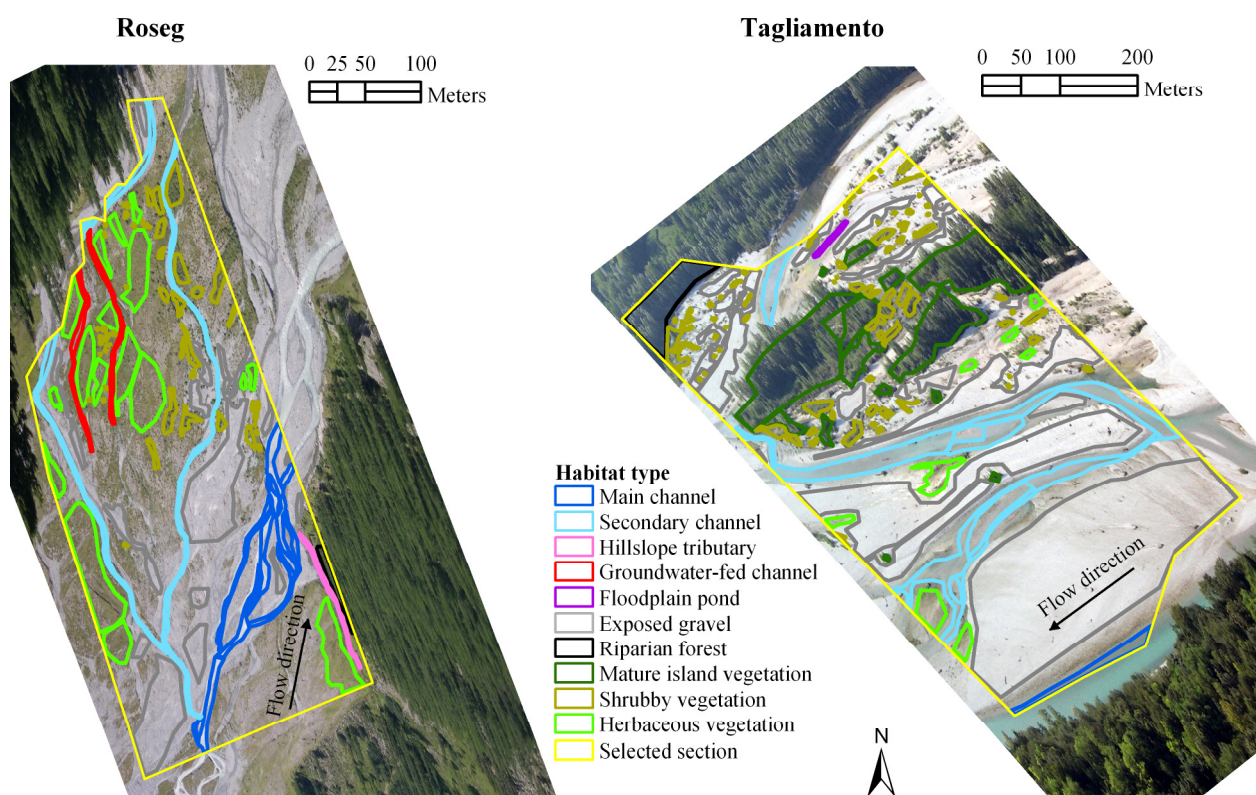 Roseg
0 25 50 100
Meters
Tagliamento
0 50 100 200
Meters
Habitat type
Main channel
Secondary channel
Hillslope tributary
Groundwater-fed channel
Floodplain pond
Exposed gravel
Riparian forest
Mature island vegetation
Shrubby vegetation
Herbaceous vegetation
Selected section
Flow direction
Flow direction
N